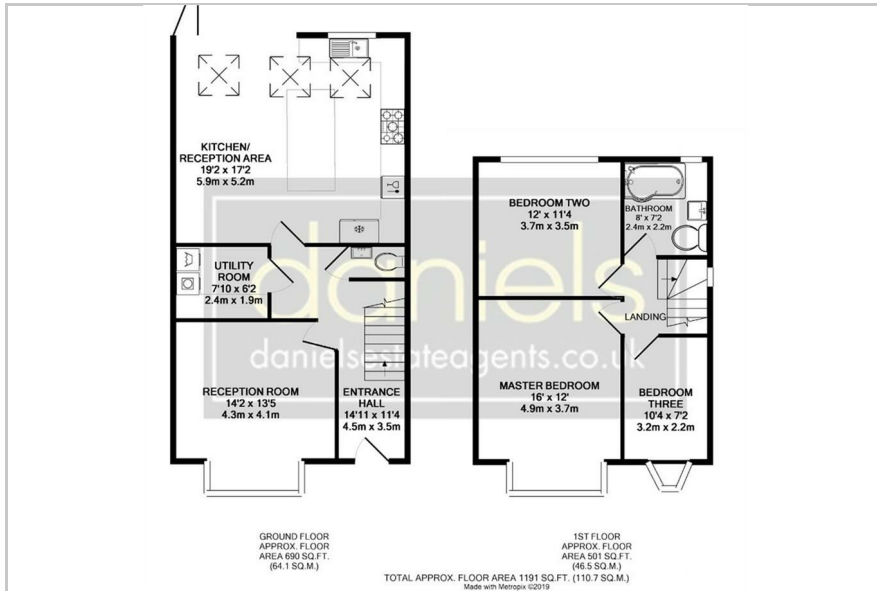 KITCHEN/
RECEPTION AREA
19'2 x 17'2
5.9m x 5.2m
UTILITY
ROOM
7'10 x 6'2
2.4m x 1.9m
RECEPTION ROOM
14'2 x 13'5
4.3m x 4.1m
ENTRANCE
HALL
14'11 x 11'4
4.5m x 3.5m
BEDROOM TWO
12' x 11'4
3.7m x 3.5m
BATHROOM
8' x 7'2
2.4m x 2.2m
LANDING
MASTER BEDROOM
16' x 12'
4.9m x 3.7m
BEDROOM
THREE
10'4 x 7'2
3.2m x 2.2m
daniels
danielsestateagents.co.uk
GROUND FLOOR
APPROX. FLOOR
AREA 690 SQ.FT.
(64.1 SQ.M.)
1ST FLOOR
APPROX. FLOOR
AREA 501 SQ.FT.
(46.5 SQ.M.)
TOTAL APPROX. FLOOR AREA 1191 SQ.FT. (110.7 SQ.M.)
Made with Metropix ©2019